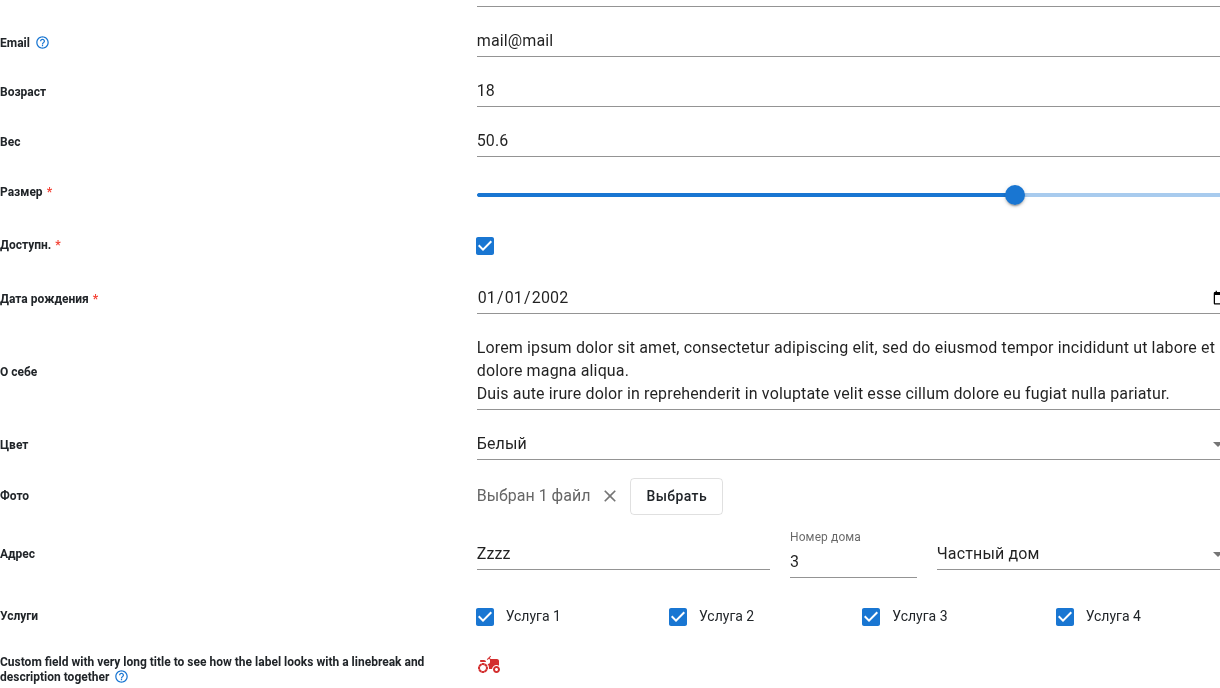 Email
mail@mail
Возраст
18
Вес
50.6
Размер *
Доступн. *
Дата рождения *
01/01/2002
О себе
Lorem ipsum dolor sit amet, consectetur adipiscing elit, sed do eiusmod tempor incididunt ut labore et
dolore magna aliqua.
Duis aute irure dolor in reprehenderit in voluptate velit esse cillum dolore eu fugiat nulla pariatur.
Цвет
Белый
Фото
Выбран 1 файл
Выбрать
Адрес
Zzzz
Номер дома
3
Частный дом
Услуги
Услуга 1
Услуга 2
Услуга 3
Услуга 4
Custom field with very long title to see how the label looks with a linebreak and
description together